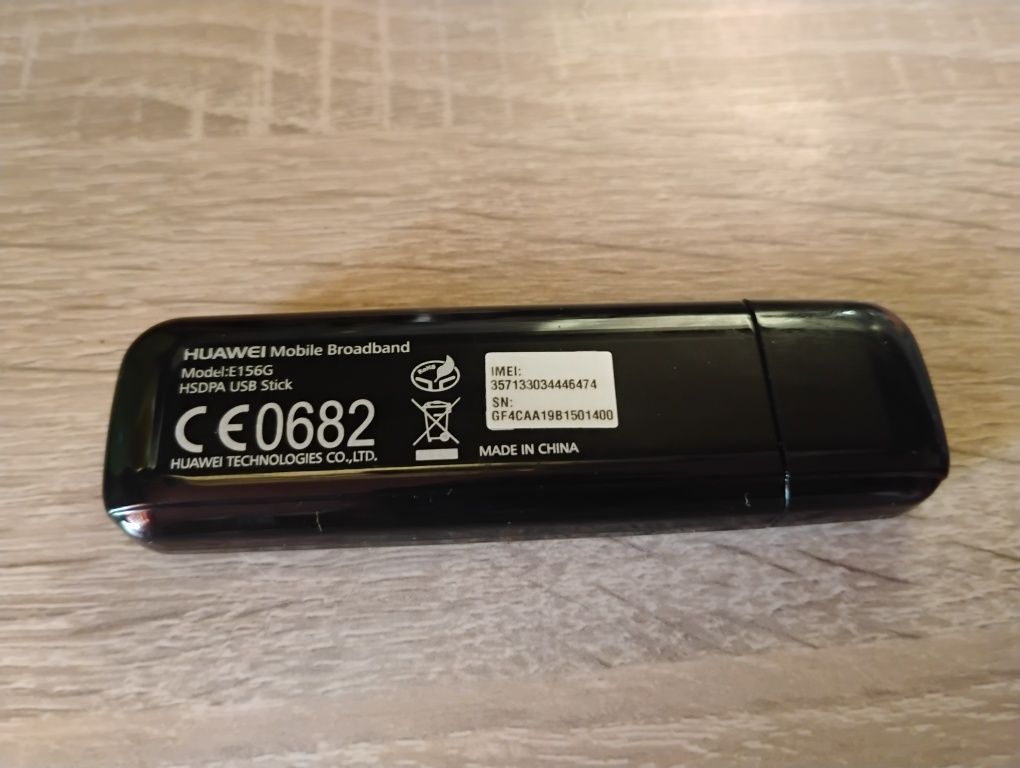 HUAWEI Mobile Broadband
Model:E156G
HSDPA USB Stick
CE0682
HUAWEI TECHNOLOGIES CO.,LTD.
RoHS
IMEI:
357133034446474
SN:
GF4CAA19B1501400
MADE IN CHINA